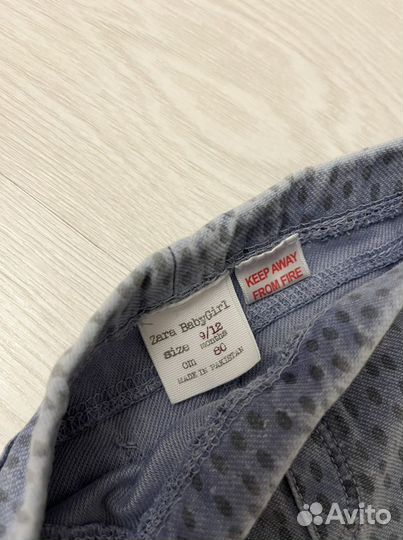 Zara BabyGirl
size 9/12
months
cm 80
MADE IN PAKISTAN
KEEP AWAY
FROM FIRE
Avito